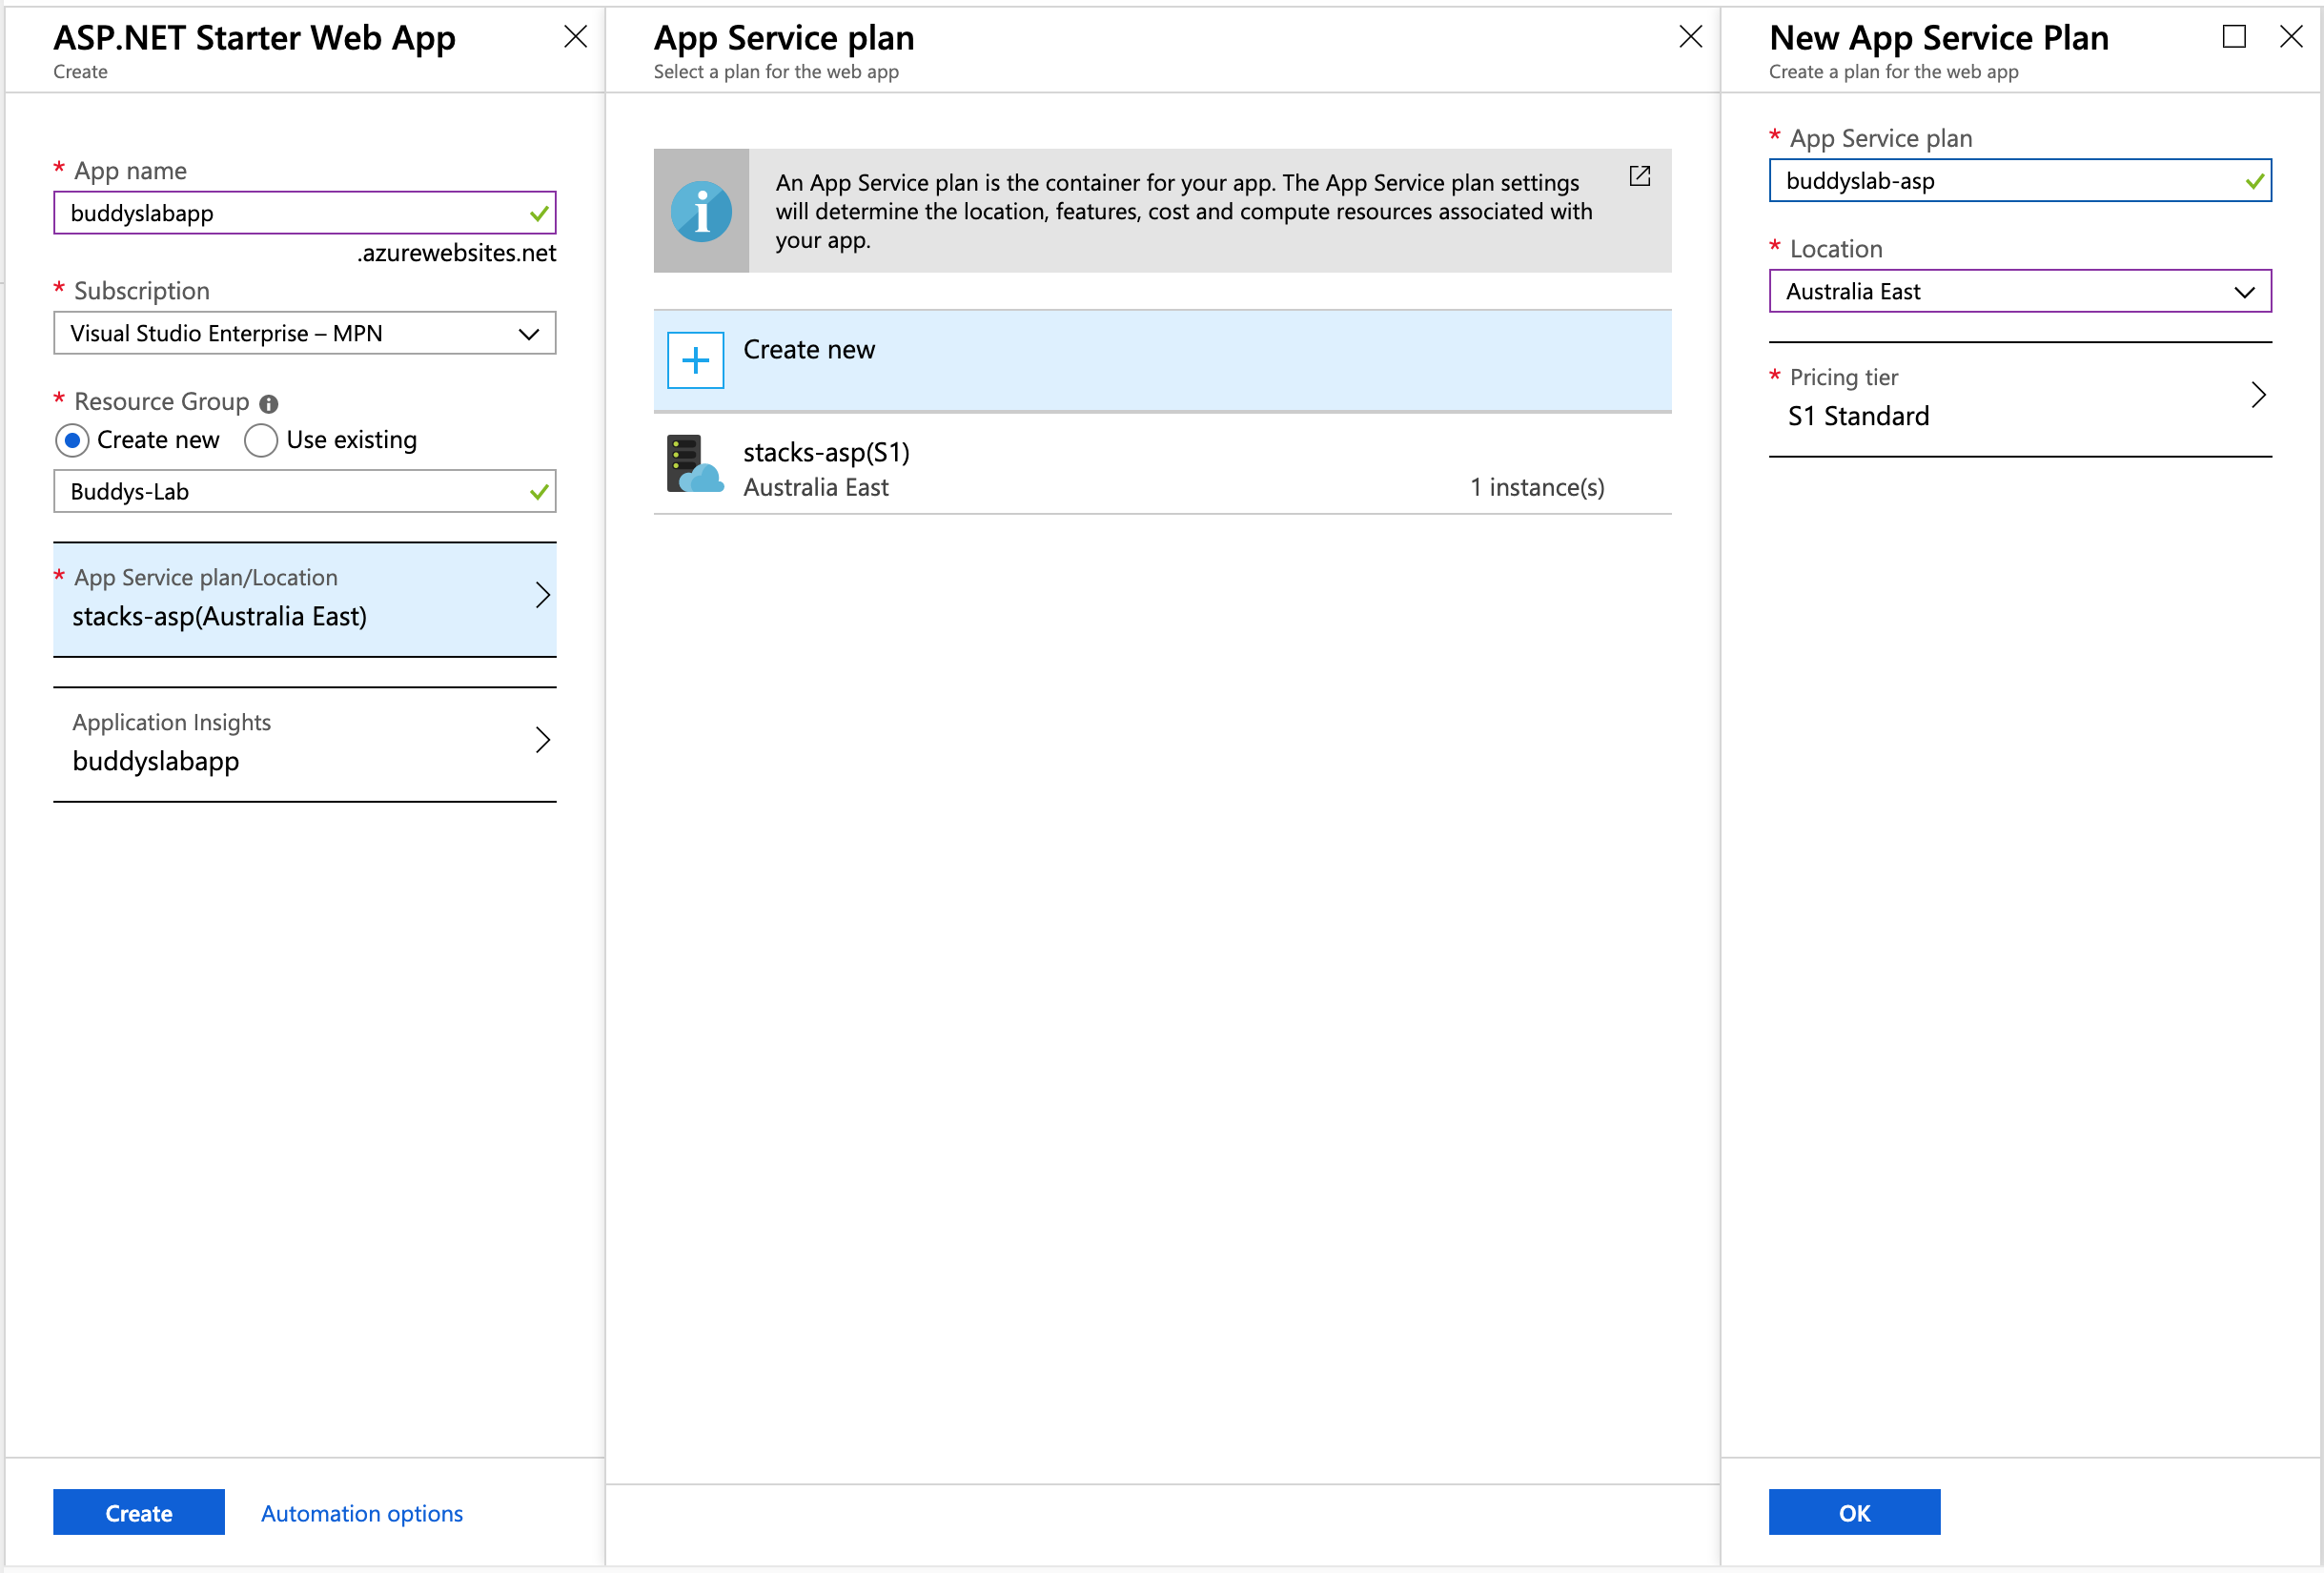 ASP.NET Starter Web App
Create
* App name
buddyslabapp
.azurewebsites.net
* Subscription
Visual Studio Enterprise – MPN
* Resource Group
Create new
Use existing
Buddys-Lab
* App Service plan/Location
stacks-asp(Australia East)
Application Insights
buddyslabapp
Create
Automation options
App Service plan
Select a plan for the web app
An App Service plan is the container for your app. The App Service plan settings
will determine the location, features, cost and compute resources associated with
your app.
Create new
stacks-asp(S1)
Australia East
1 instance(s)
New App Service Plan
Create a plan for the web app
* App Service plan
buddyslab-asp
* Location
Australia East
* Pricing tier
S1 Standard
OK